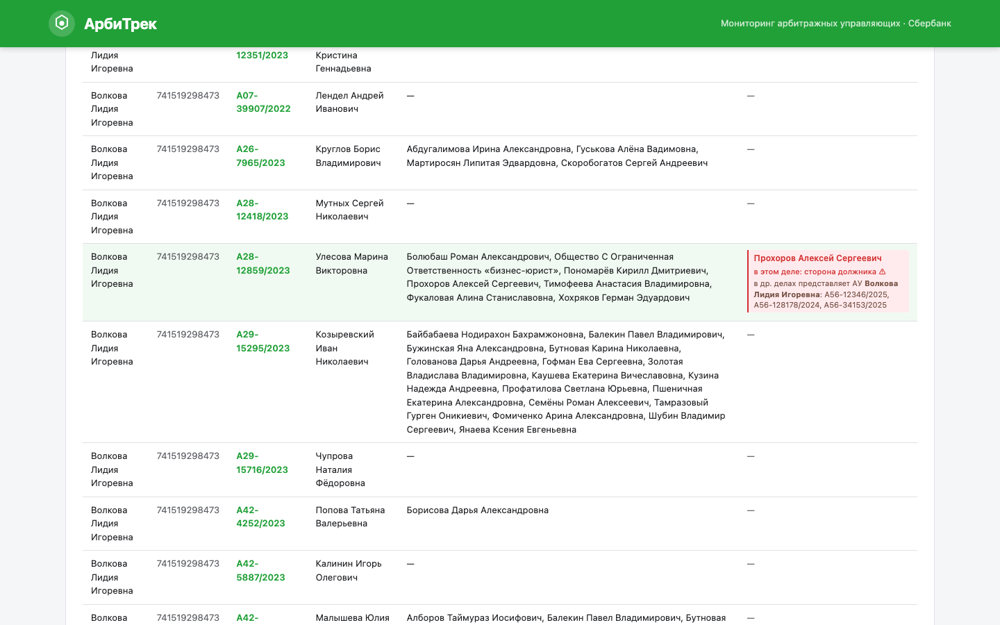 АрбиТрек
Мониторинг арбитражных управляющих · Сбербанк
Лидия
Игоревна
12351/2023
Кристина
Геннадьевна
Волкова
Лидия
Игоревна
741519298473
А07-
39907/2022
Лендел Андрей
Иванович
—
—
Волкова
Лидия
Игоревна
741519298473
А26-
7965/2023
Круглов Борис
Владимирович
Абдугалимова Ирина Александровна, Гуськова Алёна Вадимовна,
Мартиросян Липитая Эдвардовна, Скоробогатов Сергей Андреевич
—
Волкова
Лидия
Игоревна
741519298473
А28-
12418/2023
Мутных Сергей
Николаевич
—
—
Волкова
Лидия
Игоревна
741519298473
А28-
12859/2023
Улесова Марина
Викторовна
Болюбаш Роман Александрович, Общество С Ограниченная
Ответственность «бизнес-юрист», Пономарёв Кирилл Дмитриевич,
Прохоров Алексей Сергеевич, Тимофеева Анастасия Владимировна,
Фукаловая Алина Станиславовна, Хохряков Герман Эдуардович
Прохоров Алексей Сергеевич
в этом деле: сторона должника ⚠
в др. делах представляет АУ Волкова
Лидия Игоревна: А56-12346/2025,
А56-128178/2024, А56-34153/2025
Волкова
Лидия
Игоревна
741519298473
А29-
15295/2023
Козыревский
Иван
Николаевич
Байбабаева Нодирахон Бахрамжоновна, Балекин Павел Владимирович,
Бужинская Яна Александровна, Бутновая Карина Николаевна,
Голованова Дарья Андреевна, Гофман Ева Сергеевна, Золотая
Владислава Владимировна, Каушева Екатерина Вичеславовна, Кузина
Надежда Андреевна, Профатилова Светлана Юрьевна, Пшеничная
Екатерина Александровна, Семёны Роман Алексеевич, Тамразовый
Гурген Оникиевич, Фомиченко Арина Александровна, Шубин Владимир
Сергеевич, Янаева Ксения Евгеньевна
—
Волкова
Лидия
Игоревна
741519298473
А29-
15716/2023
Чупрова
Наталия
Фёдоровна
—
—
Волкова
Лидия
Игоревна
741519298473
А42-
4252/2023
Попова Татьяна
Валерьевна
Борисова Дарья Александровна
—
Волкова
Лидия
Игоревна
741519298473
А42-
5887/2023
Калинин Игорь
Олегович
—
—
Волкова
741519298473
А42-
Малышева Юлия
Алборов Таймураз Иосифович, Балекин Павел Владимирович, Бутновая
—